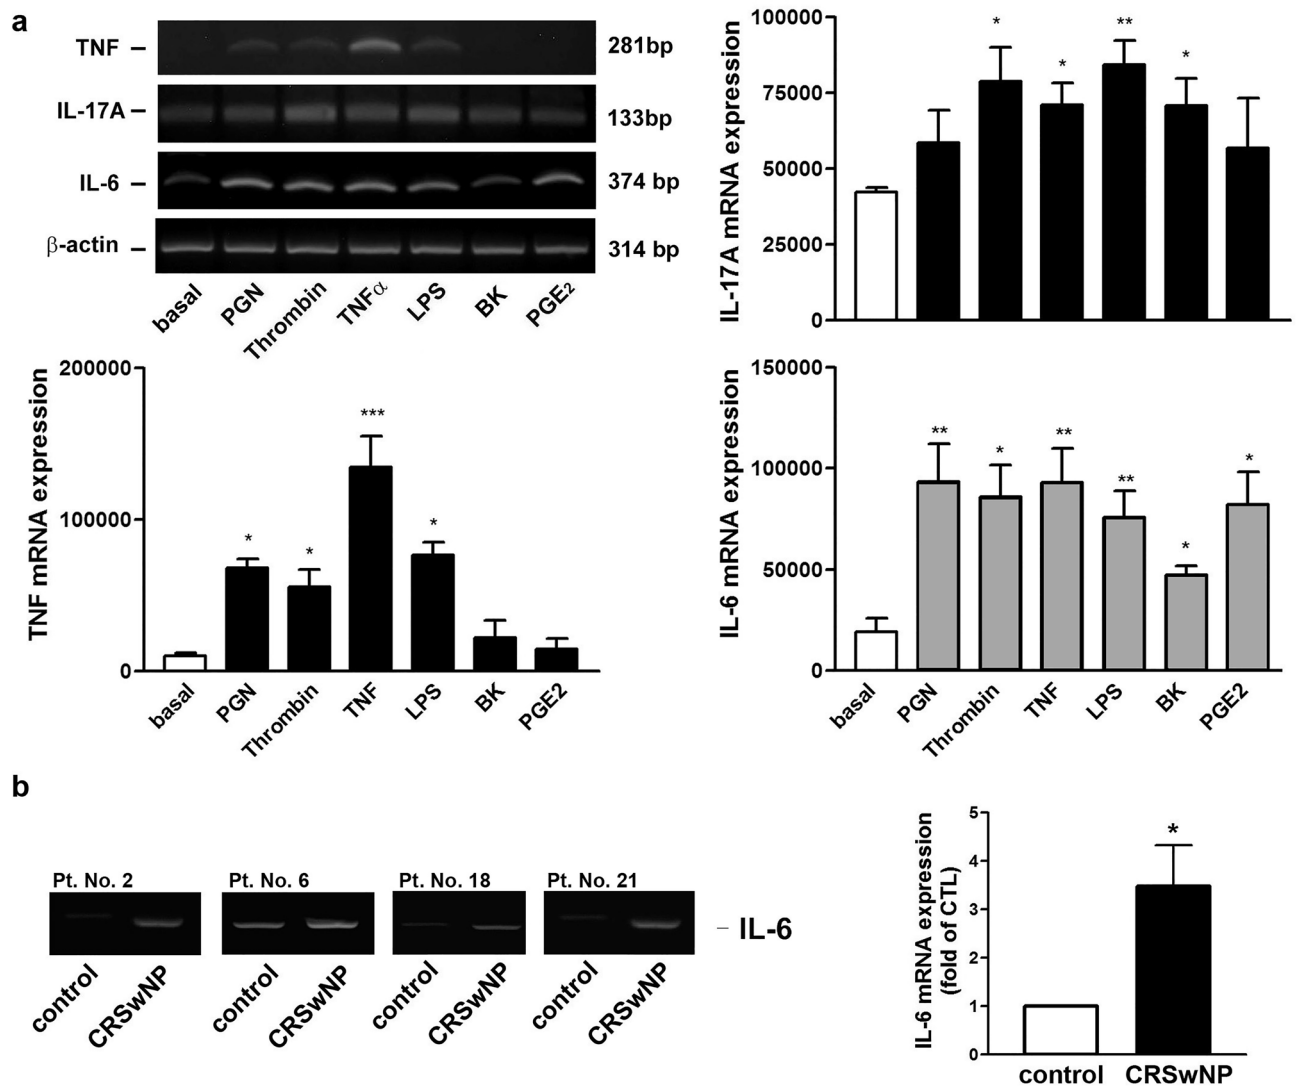 a
TNF –
281bp
IL-17A –
133bp
IL-6 –
374 bp
β-actin –
314 bp
basal
PGN
Thrombin
TNFα
LPS
BK
PGE2
IL-17A mRNA expression
100000
75000
50000
25000
0
*
*
**
*
TNF mRNA expression
200000
100000
0
*
*
***
*
basal
PGN
Thrombin
TNF
LPS
BK
PGE2
IL-6 mRNA expression
150000
100000
50000
0
**
*
**
**
*
*
basal
PGN
Thrombin
TNF
LPS
BK
PGE2
b
Pt. No. 2
Pt. No. 6
Pt. No. 18
Pt. No. 21
– IL-6
control
CRSwNP
control
CRSwNP
control
CRSwNP
control
CRSwNP
IL-6 mRNA expression
(fold of CTL)
5
4
3
2
1
0
*
control
CRSwNP